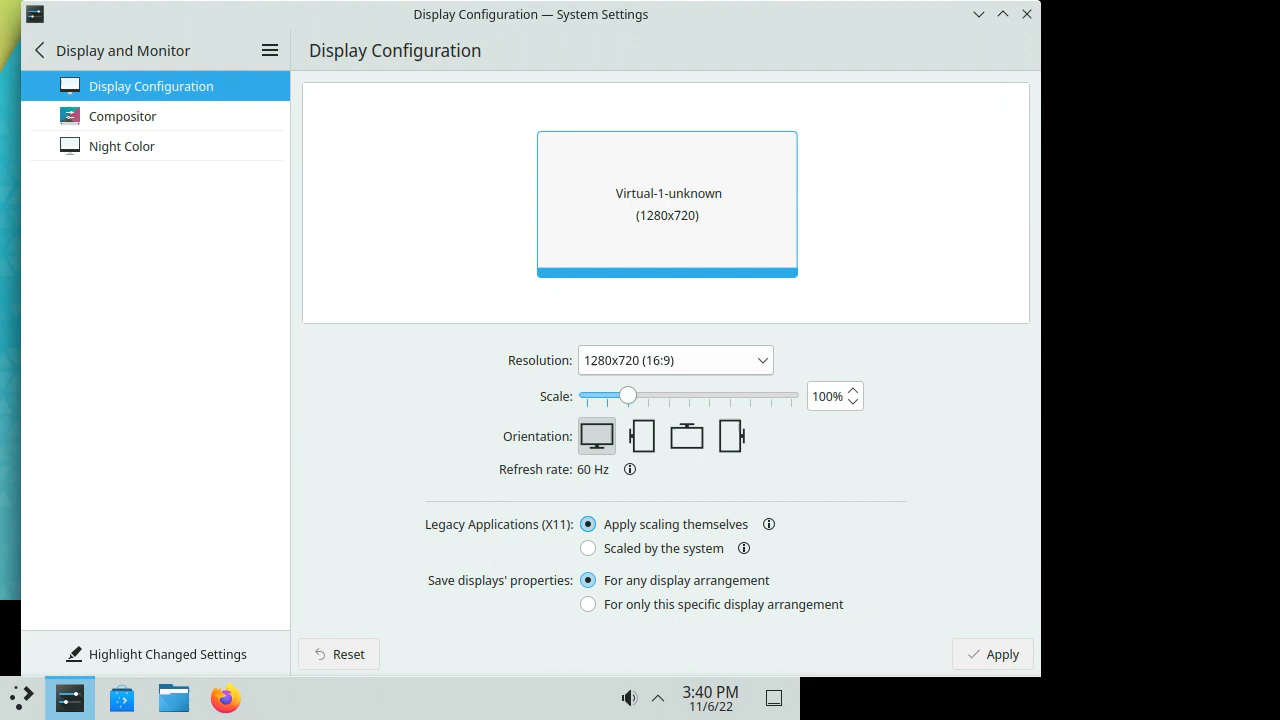 Display Configuration — System Settings
Display and Monitor
Display Configuration
Display Configuration
Compositor
Night Color
Virtual-1-unknown
(1280x720)
Resolution: 1280x720 (16:9)
Scale: 100%
Orientation:
Refresh rate: 60 Hz
Legacy Applications (X11): Apply scaling themselves
Scaled by the system
Save displays' properties: For any display arrangement
For only this specific display arrangement
Highlight Changed Settings
Reset
Apply
3:40 PM
11/6/22